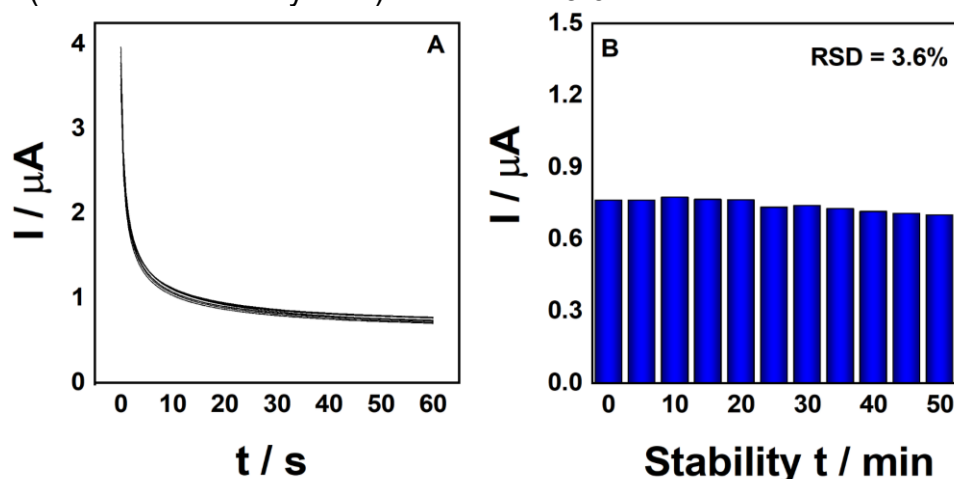 A
I / μA
4
3
2
1
0
0 10 20 30 40 50 60
t / s
B
RSD = 3.6%
I / μA
1.5
1.2
0.9
0.6
0.3
0.0
0 10 20 30 40 50
Stability t / min